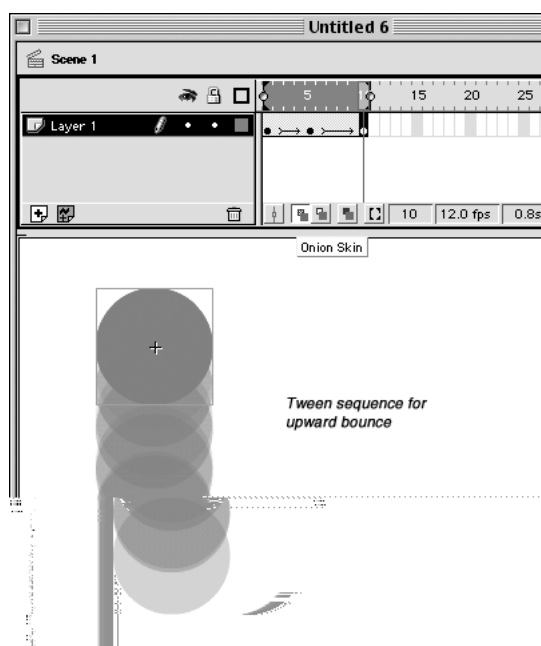 Untitled 6
Scene 1
5 15 20 25
Layer 1
10 12.0 fps 0.8s
Onion Skin
Tween sequence for
upward bounce